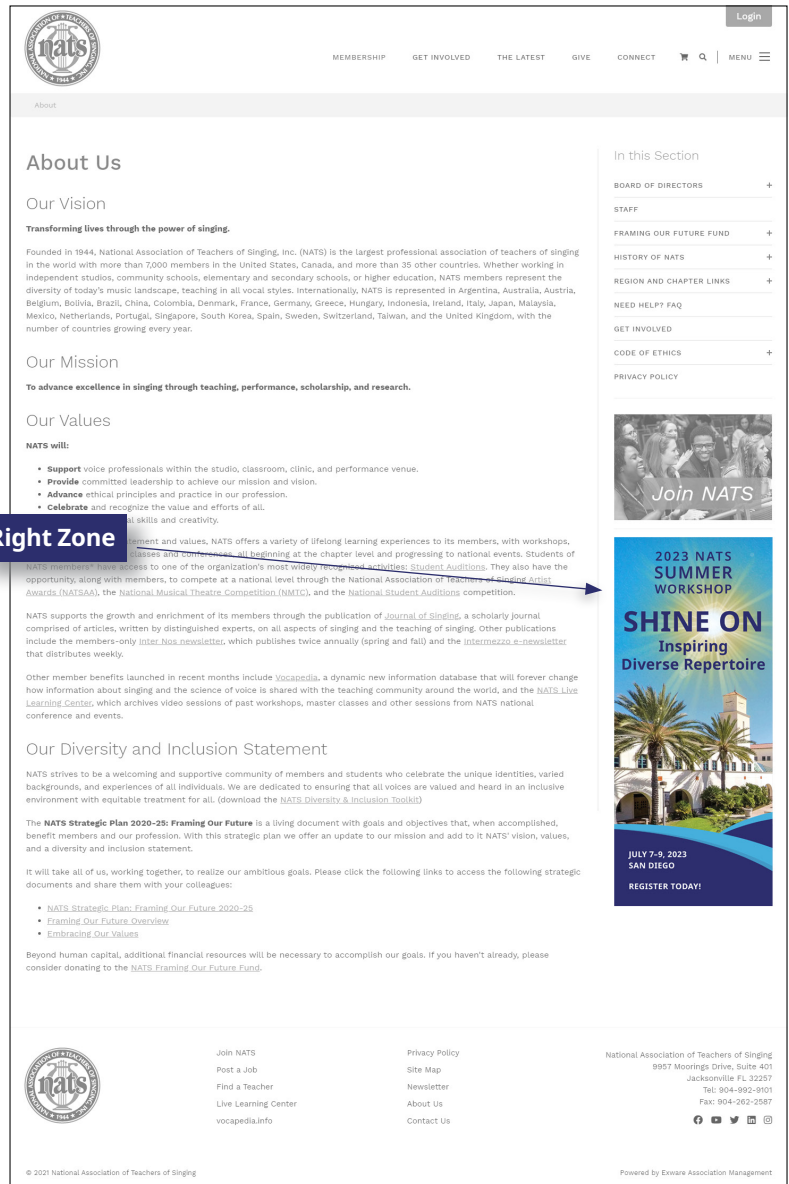 Login
NATIONAL ASSOCIATION OF TEACHERS OF SINGING, INC.
nats
1944
MEMBERSHIP GET INVOLVED THE LATEST GIVE CONNECT MENU
About
About Us
Our Vision
Transforming lives through the power of singing.
Founded in 1944, National Association of Teachers of Singing, Inc. (NATS) is the largest professional association of teachers of singing
in the world with more than 7,000 members in the United States, Canada, and more than 35 other countries. Whether working in
independent studios, community schools, elementary and secondary schools, or higher education, NATS members represent the
diversity of today's music landscape, teaching in all vocal styles. Internationally, NATS is represented in Argentina, Australia, Austria,
Belgium, Bolivia, Brazil, China, Colombia, Denmark, France, Germany, Greece, Hungary, Indonesia, Ireland, Italy, Japan, Malaysia,
Mexico, Netherlands, Portugal, Singapore, South Korea, Spain, Sweden, Switzerland, Taiwan, and the United Kingdom, with the
number of countries growing every year.
Our Mission
To advance excellence in singing through teaching, performance, scholarship, and research.
Our Values
NATS will:
• Support voice professionals within the studio, classroom, clinic, and performance venue.
• Provide committed leadership to achieve our mission and vision.
• Advance ethical principles and practice in our profession.
• Celebrate and recognize the value and efforts of all.
al skills and creativity.
Right Zone
tement and values, NATS offers a variety of lifelong learning experiences to its members, with workshops,
classes and conferences, all beginning at the chapter level and progressing to national events. Students of
NATS members* have access to one of the organization's most widely recognized activities: Student Auditions. They also have the
opportunity, along with members, to compete at a national level through the National Association of Teachers of Singing Artist
Awards (NATSAA), the National Musical Theatre Competition (NMTC), and the National Student Auditions competition.
NATS supports the growth and enrichment of its members through the publication of Journal of Singing, a scholarly journal
comprised of articles, written by distinguished experts, on all aspects of singing and the teaching of singing. Other publications
include the members-only Inter Nos newsletter, which publishes twice annually (spring and fall) and the Intermezzo e-newsletter
that distributes weekly.
Other member benefits launched in recent months include Vocapedia, a dynamic new information database that will forever change
how information about singing and the science of voice is shared with the teaching community around the world, and the NATS Live
Learning Center, which archives video sessions of past workshops, master classes and other sessions from NATS national
conference and events.
Our Diversity and Inclusion Statement
NATS strives to be a welcoming and supportive community of members and students who celebrate the unique identities, varied
backgrounds, and experiences of all individuals. We are dedicated to ensuring that all voices are valued and heard in an inclusive
environment with equitable treatment for all. (download the NATS Diversity & Inclusion Toolkit)
The NATS Strategic Plan 2020-25: Framing Our Future is a living document with goals and objectives that, when accomplished,
benefit members and our profession. With this strategic plan we offer an update to our mission and add to it NATS' vision, values,
and a diversity and inclusion statement.
It will take all of us, working together, to realize our ambitious goals. Please click the following links to access the following strategic
documents and share them with your colleagues:
• NATS Strategic Plan: Framing Our Future 2020-25
• Framing Our Future Overview
• Embracing Our Values
Beyond human capital, additional financial resources will be necessary to accomplish our goals. If you haven't already, please
consider donating to the NATS Framing Our Future Fund.
In this Section
BOARD OF DIRECTORS +
STAFF
FRAMING OUR FUTURE FUND +
HISTORY OF NATS +
REGION AND CHAPTER LINKS +
NEED HELP? FAQ
GET INVOLVED
CODE OF ETHICS +
PRIVACY POLICY
Join NATS
2023 NATS
SUMMER
WORKSHOP
SHINE ON
Inspiring
Diverse Repertoire
JULY 7–9, 2023
SAN DIEGO
REGISTER TODAY!
NATIONAL ASSOCIATION OF TEACHERS OF SINGING, INC.
nats
1944
Join NATS
Post a Job
Find a Teacher
Live Learning Center
vocapedia.info
Privacy Policy
Site Map
Newsletter
About Us
Contact Us
National Association of Teachers of Singing
9957 Moorings Drive, Suite 401
Jacksonville FL 32257
Tel: 904-992-9101
Fax: 904-262-2587
© 2021 National Association of Teachers of Singing
Powered by Exware Association Management